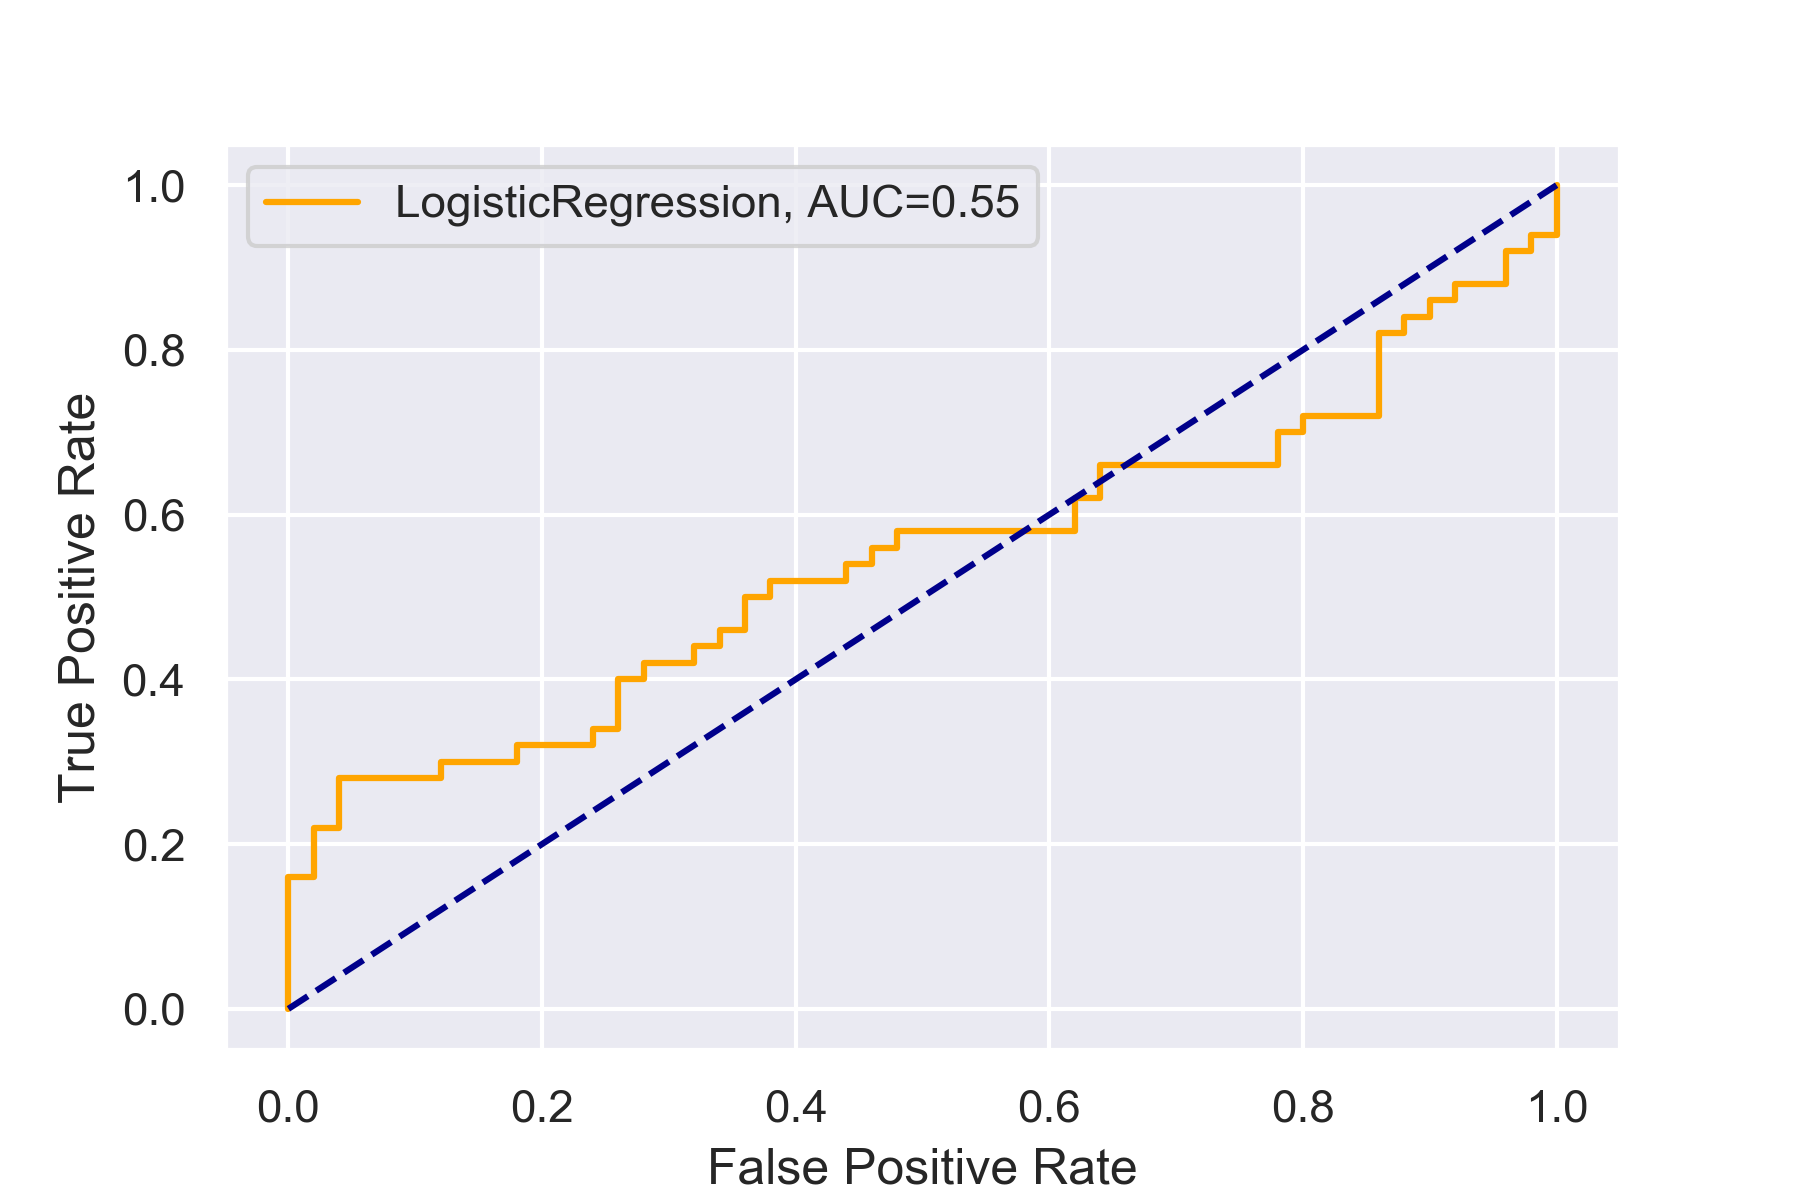 LogisticRegression, AUC=0.55
1.0
0.8
0.6
0.4
0.2
0.0
True Positive Rate
0.0 0.2 0.4 0.6 0.8 1.0
False Positive Rate